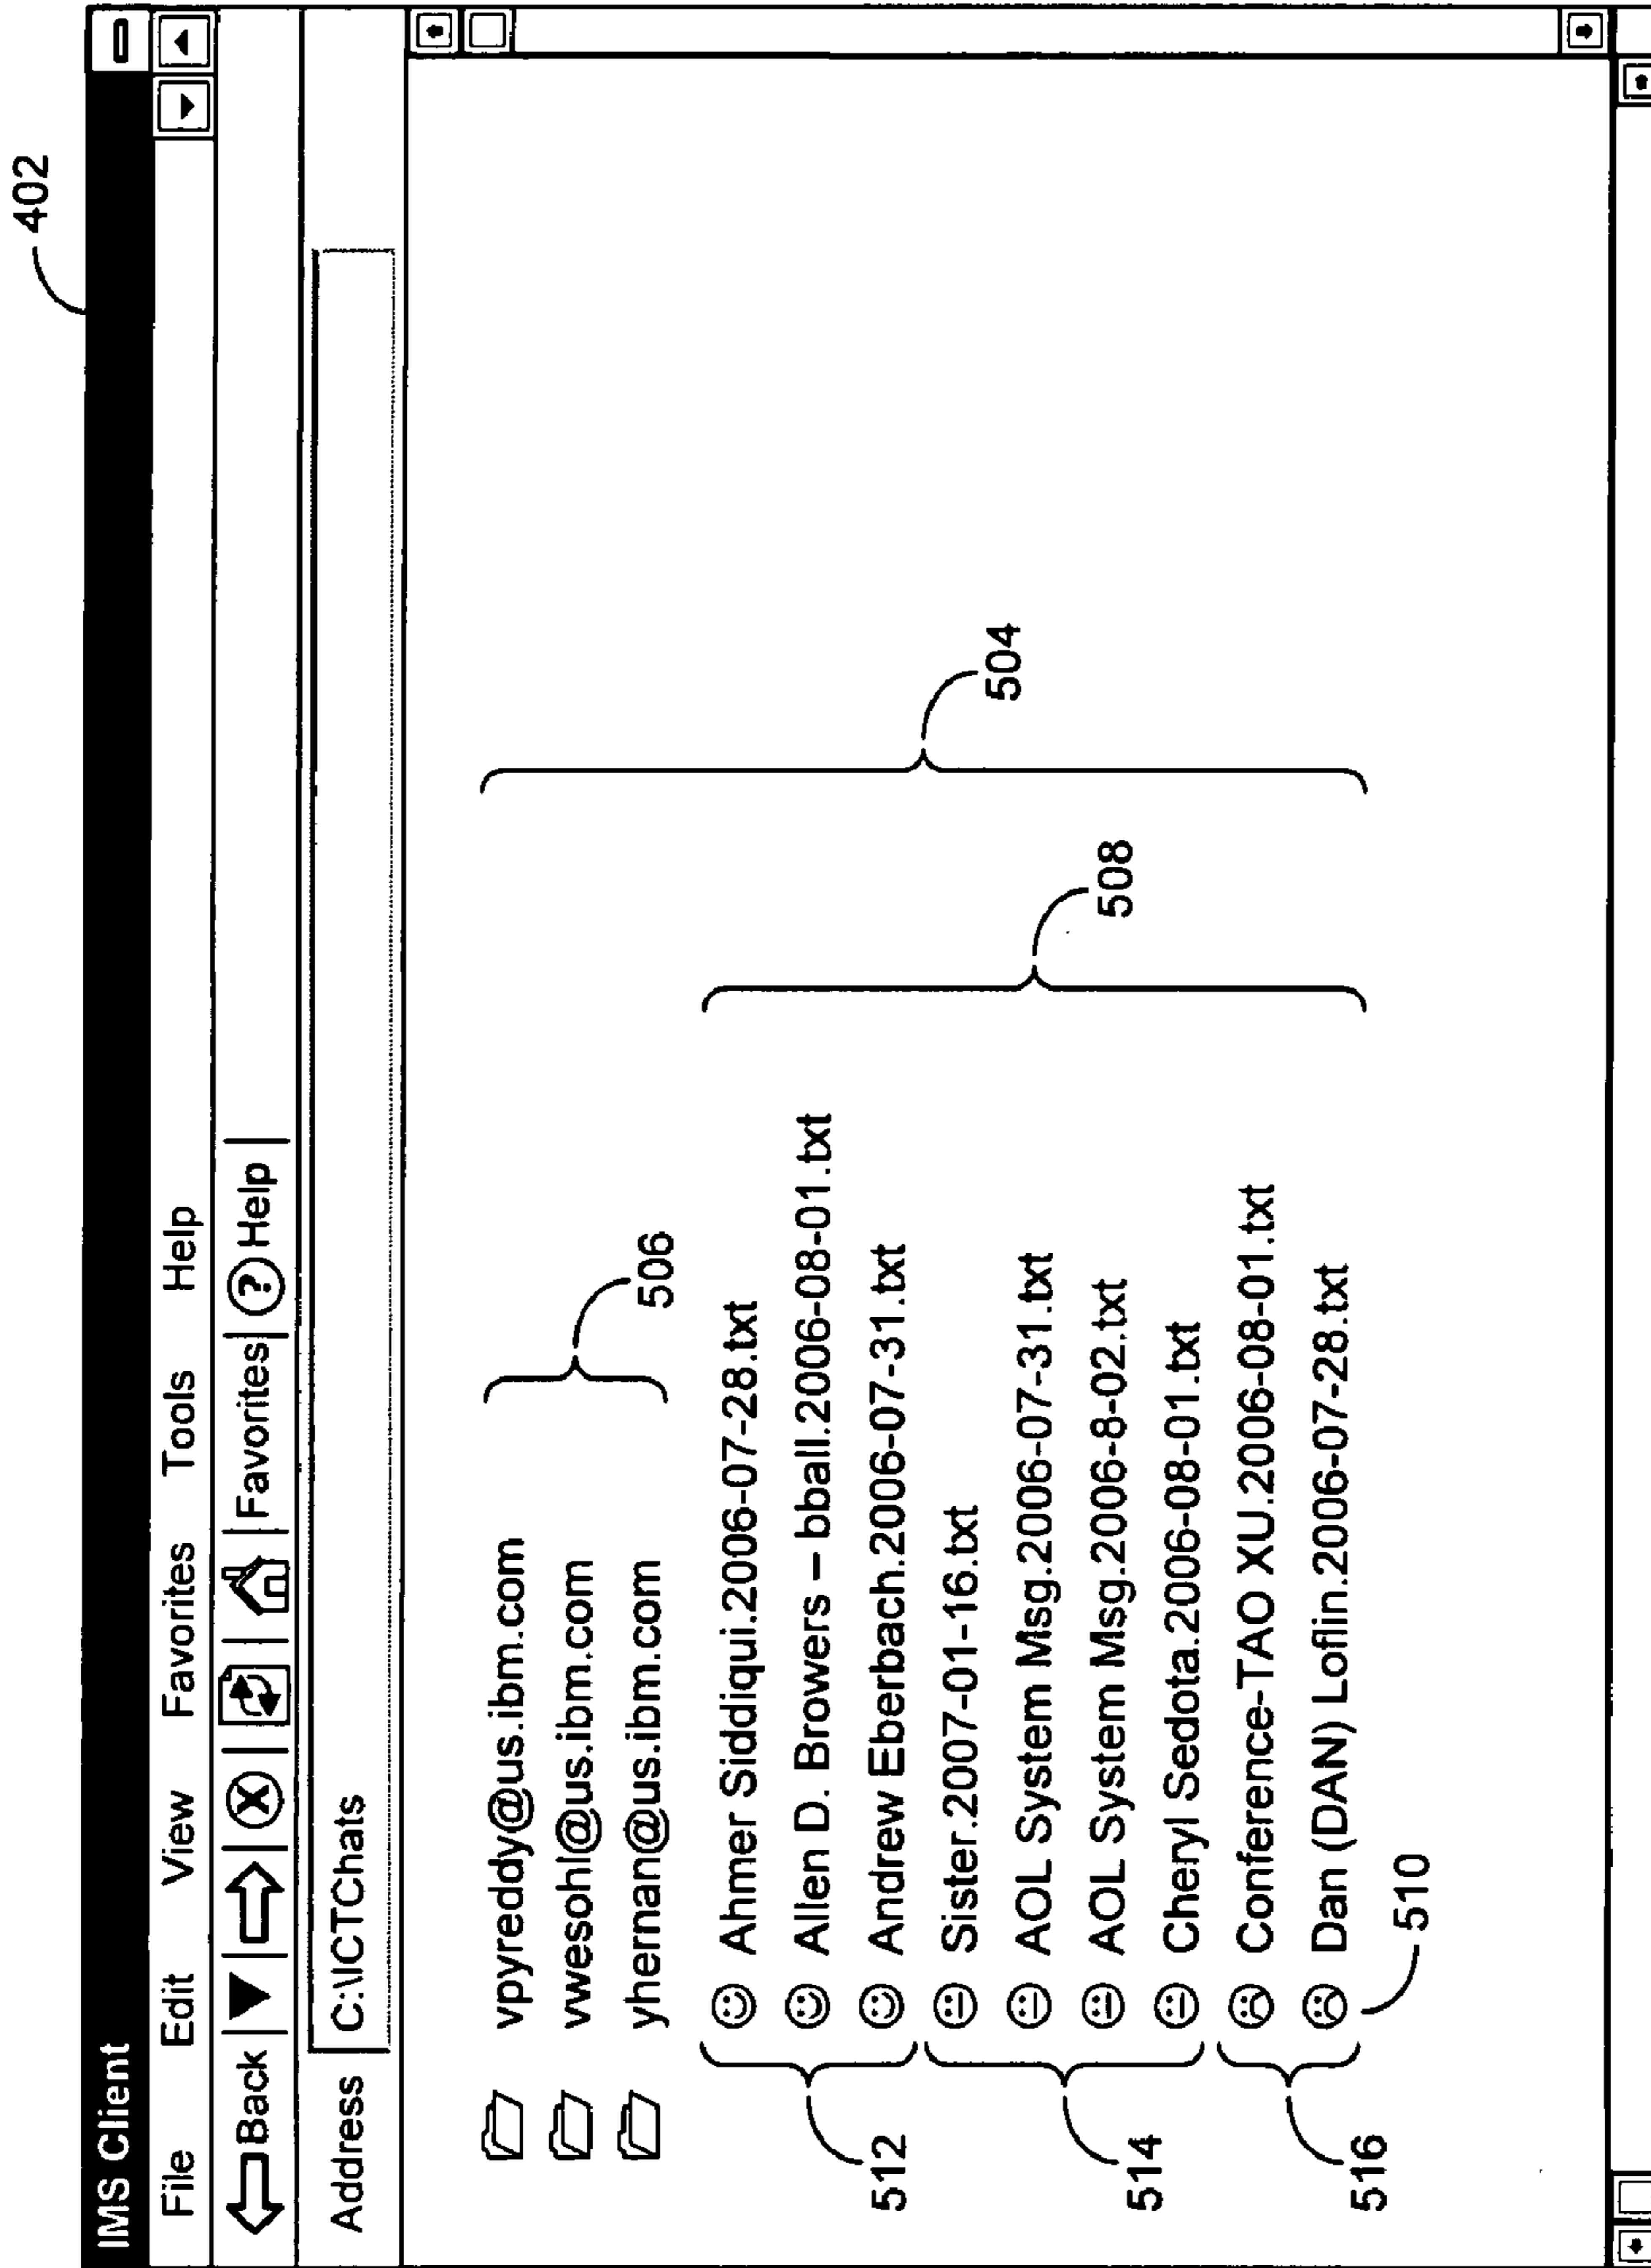 402
IMS Client
File Edit View Favorites Tools Help
Back Favorites ? Help
Address C:\ICTChats
vpyreddy@us.ibm.com
vwesohl@us.ibm.com
yhernan@us.ibm.com
506
Ahmer Siddiqui.2006-07-28.txt
Allen D. Browers – bball.2006-08-01.txt
Andrew Eberbach.2006-07-31.txt
Sister.2007-01-16.txt
AOL System Msg.2006-07-31.txt
AOL System Msg.2006-8-02.txt
Cheryl Sedota.2006-08-01.txt
Conference-TAO XU.2006-08-01.txt
Dan (DAN) Loflin.2006-07-28.txt
504
508
510
512
514
516